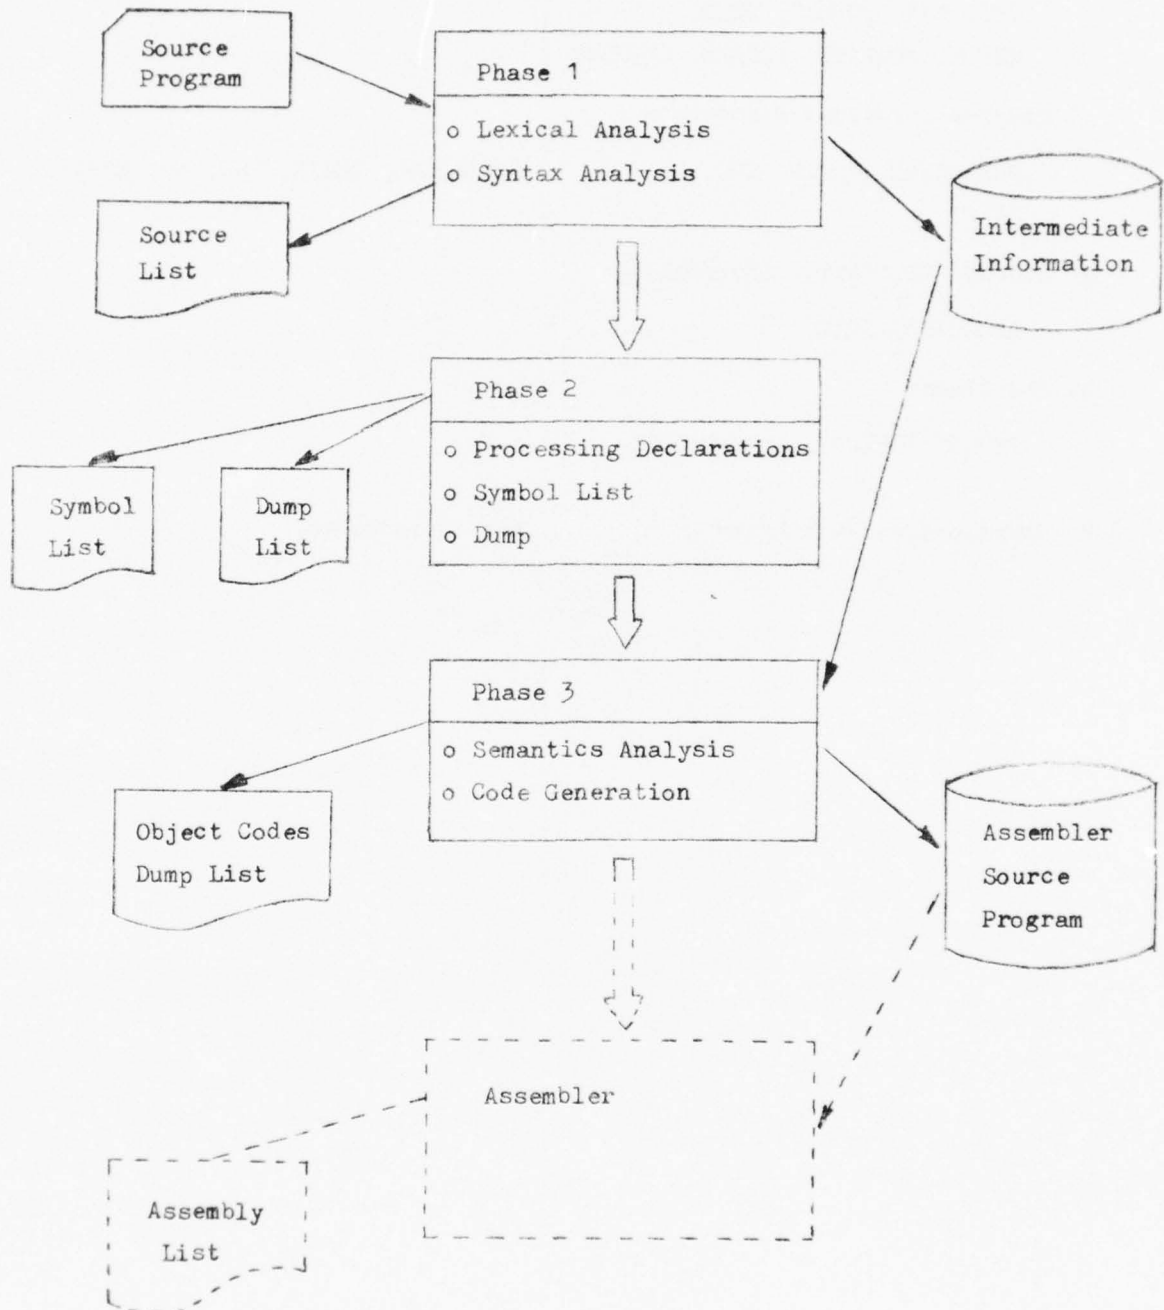 Source
Program
Phase 1
o Lexical Analysis
o Syntax Analysis
Source
List
Intermediate
Information
Phase 2
o Processing Declarations
o Symbol List
o Dump
Symbol
List
Dump
List
Phase 3
o Semantics Analysis
o Code Generation
Object Codes
Dump List
Assembler
Source
Program
Assembler
Assembly
List